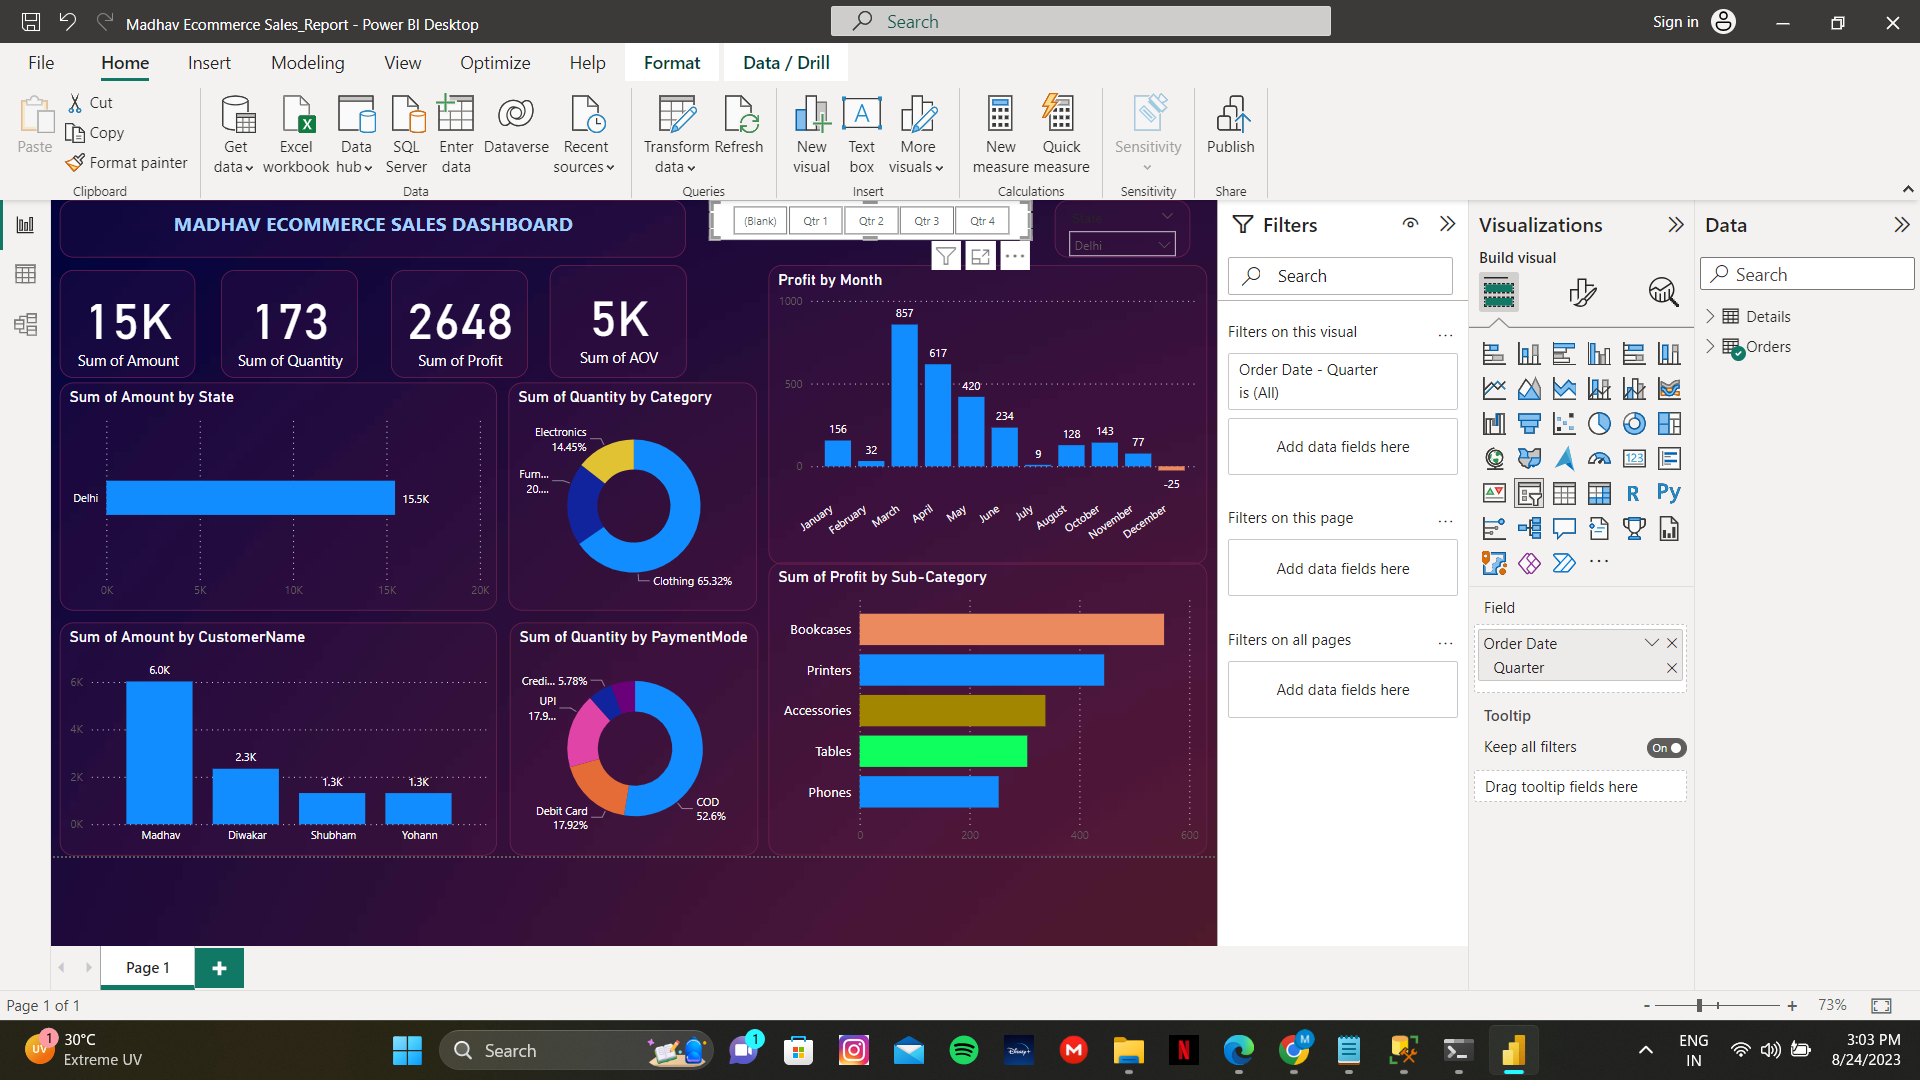 Madhav Ecommerce Sales_Report - Power BI Desktop
Search
Sign in
File Home Insert Modeling View Optimize Help Format Data / Drill
Paste
Cut
Copy
Format painter
Clipboard
Get data
Excel workbook
Data hub
SQL Server
Enter data
Dataverse
Recent sources
Data
Transform data
Refresh
Queries
New visual
Text box
More visuals
Insert
New measure
Quick measure
Calculations
Sensitivity
Sensitivity
Publish
Share
MADHAV ECOMMERCE SALES DASHBOARD
(Blank) Qtr 1 Qtr 2 Qtr 3 Qtr 4
State
Delhi
15K
Sum of Amount
173
Sum of Quantity
2648
Sum of Profit
5K
Sum of AOV
Sum of Amount by State
Delhi
15.5K
0K 5K 10K 15K 20K
Sum of Quantity by Category
Electronics
14.45%
Furn...
20....
Clothing 65.32%
Profit by Month
1000
500
0
156
32
857
617
420
234
9
128
143
77
-25
January
February
March
April
May
June
July
August
October
November
December
Sum of Amount by CustomerName
6K
4K
2K
0K
6.0K
2.3K
1.3K
1.3K
Madhav Diwakar Shubham Yohann
Sum of Quantity by PaymentMode
Credi... 5.78%
UPI
17.9...
Debit Card
17.92%
COD
52.6%
Sum of Profit by Sub-Category
Bookcases
Printers
Accessories
Tables
Phones
0 200 400 600
Filters
Search
Filters on this visual
Order Date - Quarter
is (All)
Add data fields here
Filters on this page
Add data fields here
Filters on all pages
Add data fields here
Visualizations
Build visual
123
R
Py
Field
Order Date
Quarter
Tooltip
Keep all filters
On
Drag tooltip fields here
Data
Search
Details
Orders
Page 1
Page 1 of 1
- + 73%
UV
1
30°C
Extreme UV
Search
1
Disney+
M
N
M
ENG
IN
3:03 PM
8/24/2023